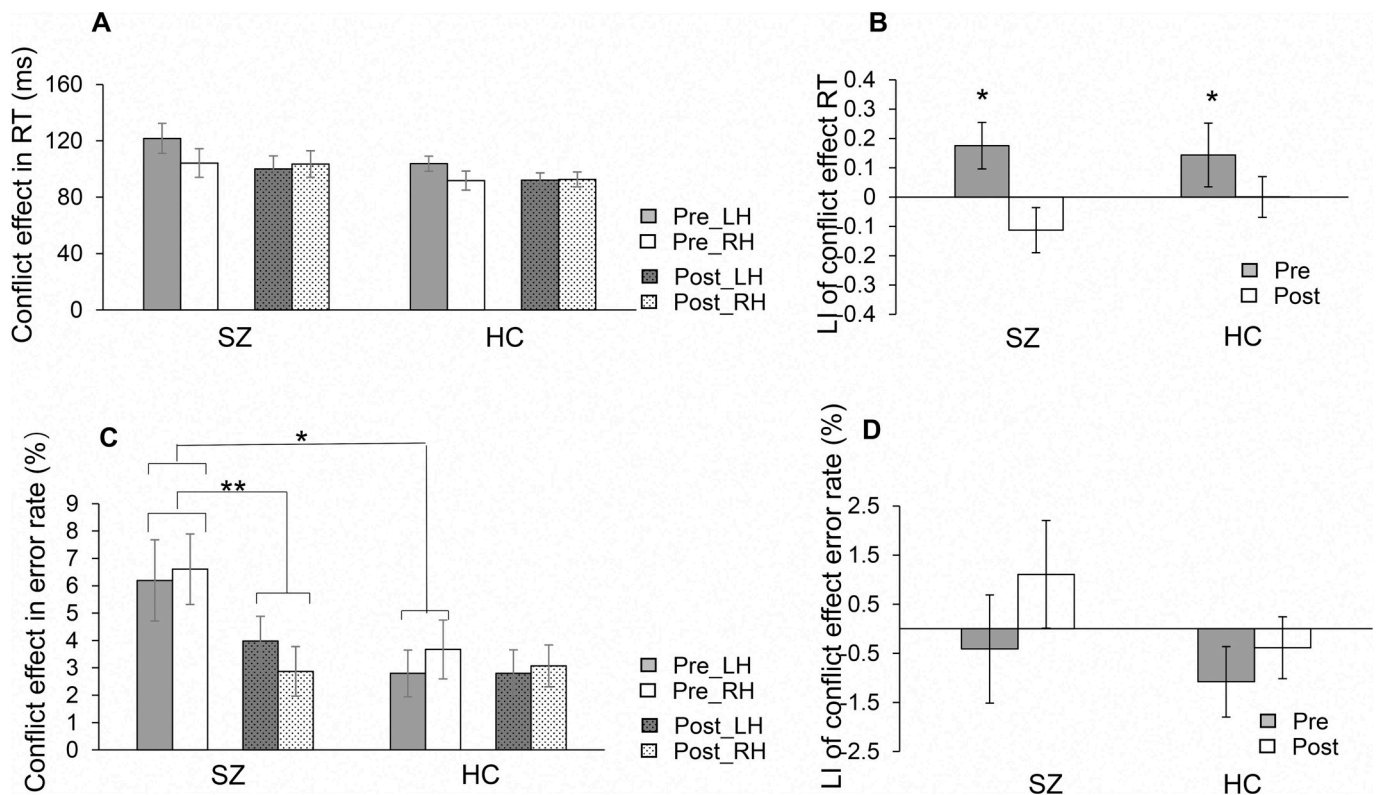 A
Conflict effect in RT (ms)
160
120
80
40
0
SZ
HC
Pre_LH
Pre_RH
Post_LH
Post_RH
B
LI of conflict effect RT
0.4
0.3
0.2
0.1
0
-0.1
-0.2
-0.3
-0.4
*
*
SZ
HC
Pre
Post
C
Conflict effect in error rate (%)
9
8
7
6
5
4
3
2
1
0
*
**
SZ
HC
Pre_LH
Pre_RH
Post_LH
Post_RH
D
LI of conflict effect error rate (%)
2.5
1.5
0.5
-0.5
-1.5
-2.5
SZ
HC
Pre
Post